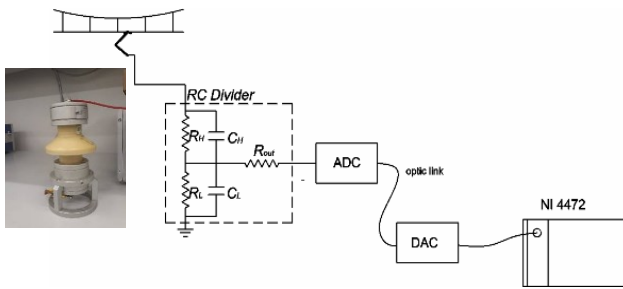 RC Divider
RH
CH
Rout
RL
CL
ADC
optic link
DAC
NI 4472